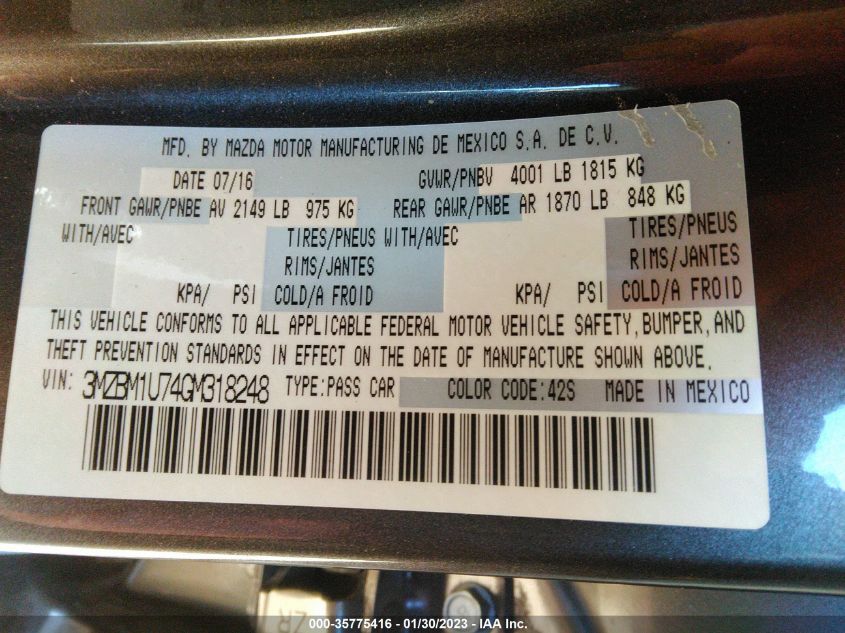 MFD. BY MAZDA MOTOR MANUFACTURING DE MEXICO S.A. DE C.V.
DATE 07/16 GVWR/PNBV 4001 LB 1815 KG
FRONT GAWR/PNBE AV 2149 LB 975 KG REAR GAWR/PNBE AR 1870 LB 848 KG
WITH/AVEC TIRES/PNEUS WITH/AVEC TIRES/PNEUS
RIMS/JANTES RIMS/JANTES
KPA/ PSI COLD/A FROID KPA/ PSI COLD/A FROID
THIS VEHICLE CONFORMS TO ALL APPLICABLE FEDERAL MOTOR VEHICLE SAFETY, BUMPER, AND
THEFT PREVENTION STANDARDS IN EFFECT ON THE DATE OF MANUFACTURE SHOWN ABOVE.
VIN: 3MZBM1U74GM318248 TYPE:PASS CAR COLOR CODE:42S MADE IN MEXICO
000-35775416 - 01/30/2023 - IAA Inc.